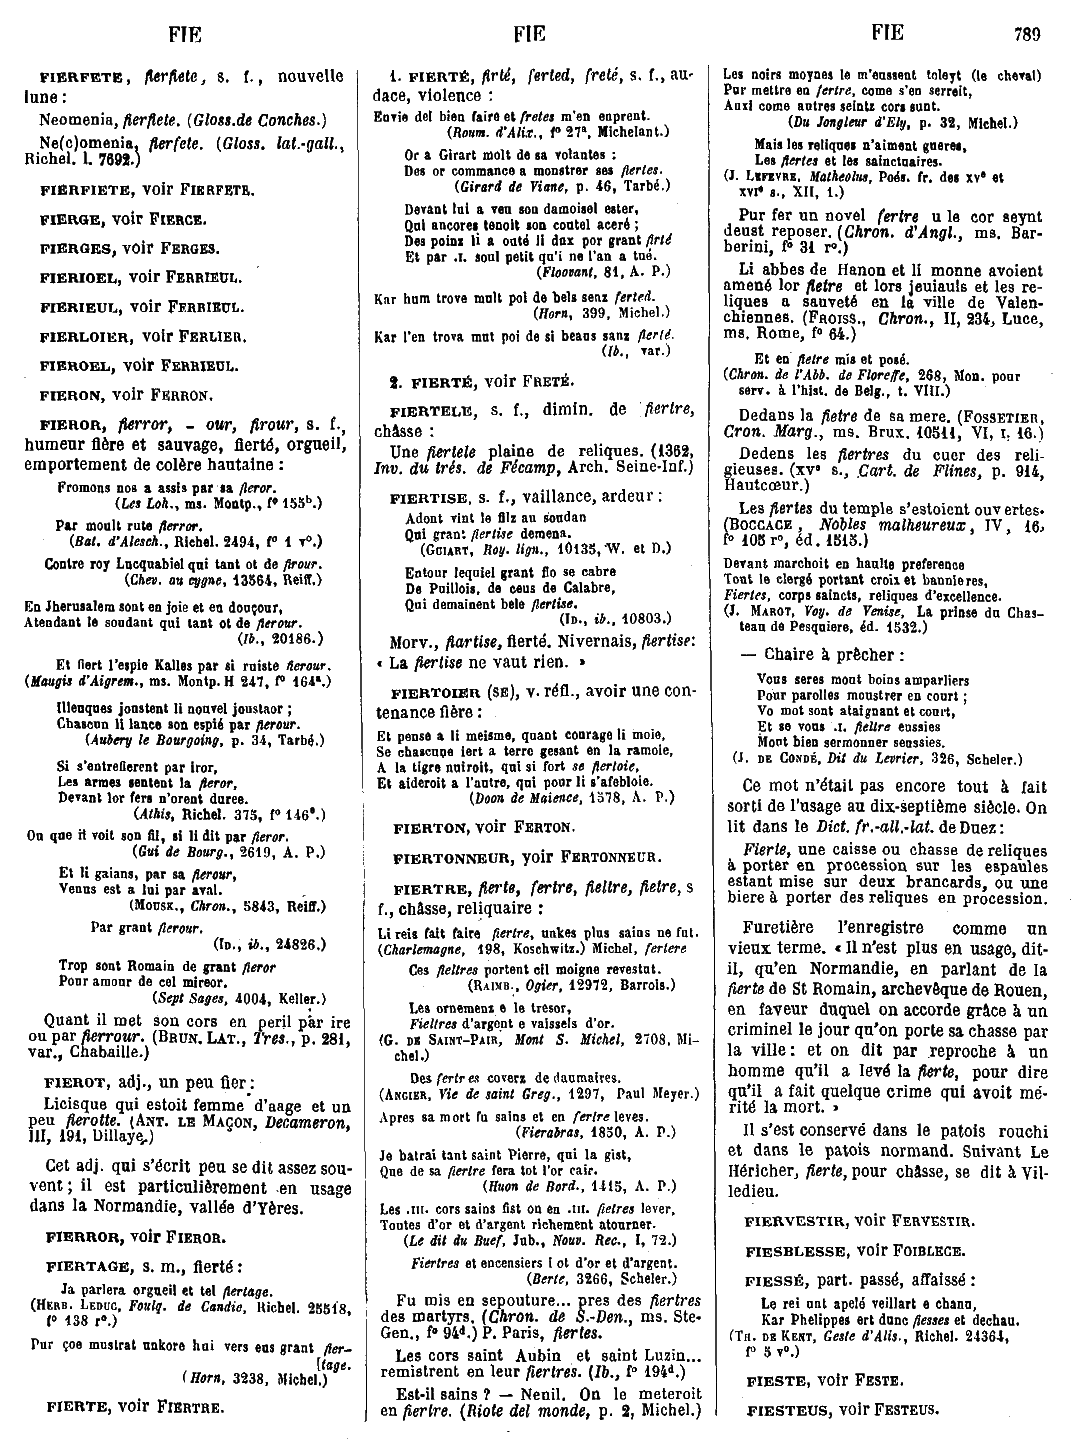 FIE
FIERFETE, fierfiete, s. f., nouvelle
lune :
Neomenia, fierfiete. (Gloss. de Conches.)
Ne(c)omenia, fierfete. (Gloss. lat.-gall.,
Richel. l. 7692.)
FIERFIETE, voir FIERFETE.
FIERGE, voir FIERCE.
FIERGES, voir FERGES.
FIERIOEL, voir FERRIEUL.
FIERIEUL, voir FERRIEUL.
FIERLOIER, voir FERLIER.
FIEROEL, voir FERRIEUL.
FIERON, voir FERRON.
FIEROR, fierror, - our, firour, s. f.,
humeur fière et sauvage, fierté, orgueil,
emportement de colère hautaine :
Fromons nos a assis par sa fieror.
(Les Loh., ms. Montp., f° 155b.)
Par moult rute fierror.
(Bat. d'Alesch., Richel. 2494, f° 1 v°.)
Contre roy Lucquabiel qui tant ot de firour.
(Chev. au cygne, 13564, Reiff.)
En Jherusalem sont en joie et en douçour,
Atendant le soudant qui tant ot de fierour.
(Ib., 20186.)
Et fiert l'espie Kalles par si ruiste fierour.
(Maugis d'Aigrem., ms. Montp. H 247, f° 164a.)
Illeuques jonstent li nouvel joustaor ;
Chascun li lance son espié par fierour.
(Aubery le Bourgoing, p. 34, Tarbé.)
Si s'entrefierent par iror,
Les armes sentent la fieror,
Devant lor fers n'orent duree.
(Athis, Richel. 375, f° 146e.)
Ou que it voit son fil, si li dit par fieror.
(Gui de Bourg., 2619, A. P.)
Et li gaians, par sa fierour,
Venus est a lui par aval.
(MOUSK., Chron., 5843, Reiff.)
Par grant fierour.
(ID., ib., 24826.)
Trop sont Romain de grant fieror
Pour amour de cel mireor.
(Sept Sages, 4004, Keller.)
Quant il met son cors en peril par ire
ou par fierrour. (BRUN. LAT., Tres., p. 281,
var., Chabaille.)
FIEROT, adj., un peu fier :
Licisque qui estoit femme d'aage et un
peu fierotte. (ANT. LE MAÇON, Decameron,
III, 191, Dillaye.)
Cet adj. qui s'écrit peu se dit assez sou-
vent ; il est particulièrement en usage
dans la Normandie, vallée d'Yères.
FIERROR, voir FIEROR.
FIERTAGE, s. m., fierté :
Ja parlera orgueil et tel fiertage.
(HERB. LEDUC, Foulq. de Candie, Richel. 25518,
f° 138 r°.)
Pur çoe mustrat unkore hui vers eus grant fier-
[tage.
(Horn, 3238, Michel.)
FIERTE, voir FIERTRE.
FIE
1. FIERTÉ, firté, ferted, freté, s. f., au-
dace, violence :
Envie del bien faire et fretes m'en enprent.
(Roum. d'Alix., f° 27a, Michelant.)
Or a Girart molt de sa volantes :
Des or commance a monstrer ses fiertes.
(Girard de Viane, p. 46, Tarbé.)
Devant lui a veu son damoisel ester,
Qui ancores tenoit son coutel aceré ;
Des poinz li a outé li dux por grant firté
Et par .I. soul petit qu'i ne l'an a tué.
(Floovant, 81, A. P.)
Kar hum trove mult poi de bels senz ferted.
(Horn, 399, Michel.)
Kar l'en trova mut poi de si beaus sanz fierté.
(Ib., var.)
2. FIERTÉ, voir FRETÉ.
FIERTELE, s. f., dimin. de fiertre,
châsse :
Une fiertele plaine de reliques. (1362,
Inv. du trés. de Fécamp, Arch. Seine-Inf.)
FIERTISE, s. f., vaillance, ardeur :
Adont vint le filz au soudan
Qui grant fiertise demena.
(GUIART, Roy. lign., 10135, W. et D.)
Entour lequiel grant flo se cabre
De Puillois, de ceus de Calabre,
Qui demainent bele fiertise.
(ID., ib., 10803.)
Morv., fiartise, fierté. Nivernais, fiertise:
« La fiertise ne vaut rien. »
FIERTOIER (SE), v. réfl., avoir une con-
tenance fière :
Et pense a li meisme, quant courage li moie,
Se chascune iert a terre gesant en la ramoie,
A la tigre nuiroit, qui si fort se fiertoie,
Et aideroit a l'autre, qui pour li s'afebloie.
(Doon de Maience, 1578, A. P.)
FIERTON, voir FERTON.
FIERTONNEUR, voir FERTONNEUR.
FIERTRE, fierte, fertre, fieltre, fietre, s
f., châsse, reliquaire :
Li reis fait faire fiertre, unkes plus sains ne fut.
(Charlemagne, 198, Koschwitz.) Michel, fertere
Ces fieltres portent cil moigne revestut.
(RAIMB., Ogier, 12972, Barrois.)
Les ornemenz e le tresor,
Fieltres d'argent e vaissels d'or.
(G. DE SAINT-PAIR, Mont S. Michel, 2708, Mi-
chel.)
Des fertres coverz de daumaires.
(ANGIER, Vie de saint Greg., 1297, Paul Meyer.)
Apres sa mort fu sains et en fertre leves.
(Fierabras, 1850, A. P.)
Je batrai tant saint Pierre, qui la gist,
Que de sa fiertre fera tot l'or cair.
(Huon de Bord., 1415, A. P.)
Les .III. cors sains fist on en .III. fietres lever,
Toutes d'or et d'argent richement atourner.
(Le dit du Buef, Jub., Nouv. Rec., I, 72.)
Fiertres et encensiers i ot d'or et d'argent.
(Berte, 3266, Scheler.)
Fu mis en sepouture... pres des fiertres
des martyrs. (Chron. de S.-Den., ms. Ste-
Gen., f° 94d.) P. Paris, fiertes.
Les cors saint Aubin et saint Luzin...
remistrent en leur fiertres. (Ib., f° 194d.)
Est-il sains ? — Nenil. On le meteroit
en fiertre. (Riote del monde, p. 2, Michel.)
FIE 789
Les noirs moynes le m'eussent toleyt (le cheval)
Pur mettre en fertre, come s'en serreit,
Auxi come autres seintz cors sunt.
(Du Jongleur d'Ely, p. 32, Michel.)
Mais les reliques n'aiment gueres,
Les fiertes et les sainctuaires.
(J. LEFEVRE, Matheolus, Poés. fr. des XVe et
XVIe s., XII, 1.)
Pur fer un novel fertre u le cor seynt
deust reposer. (Chron. d'Angl., ms. Bar-
berini, f° 31 r°.)
Li abbes de Hanon et li monne avoient
amené lor fietre et lors jeuiauls et les re-
liques a sauveté en la ville de Valen-
chiennes. (FROISS., Chron., II, 234, Luce,
ms. Rome, f° 64.)
Et en fietre mis et posé.
(Chron. de l'Abb. de Floreffe, 268, Mon. pour
serv. à l'hist. de Belg., t. VIII.)
Dedans la fietre de sa mere. (FOSSETIER,
Cron. Marg., ms. Brux. 10511, VI, I, 16.)
Dedens les fiertres du cuer des reli-
gieuses. (XVe s., Cart. de Flines, p. 914,
Hautcœur.)
Les fiertes du temple s'estoient ouvertes.
(BOCCACE, Nobles malheureux, IV, 16,
f° 105 r°, éd. 1515.)
Devant marchoit en haulte preference
Tout le clergé portant croix et bannieres,
Fiertes, corps saincts, reliques d'excellence.
(J. MAROT, Voy. de Venise, La prinse du Chas-
teau de Pesquiere, éd. 1532.)
— Chaire à prêcher :
Vous seres mout boins amparliers
Pour parolles moustrer en court ;
Vo mot sont ataignant et court,
Et se vous .I. fieltre eussies
Mont bien sermonner seussies.
(J. DE CONDÉ, Dit du Levrier, 326, Scheler.)
Ce mot n'était pas encore tout à fait
sorti de l'usage au dix-septième siècle. On
lit dans le Dict. fr.-all.-lat. de Duez :
Fierte, une caisse ou chasse de reliques
à porter en procession sur les espaules
estant mise sur deux brancards, ou une
biere à porter des reliques en procession.
Furetière l'enregistre comme un
vieux terme. « Il n'est plus en usage, dit-
il, qu'en Normandie, en parlant de la
fierte de St Romain, archevêque de Rouen,
en faveur duquel on accorde grâce à un
criminel le jour qu'on porte sa chasse par
la ville : et on dit par reproche à un
homme qu'il a levé la fierte, pour dire
qu'il a fait quelque crime qui avoit mé-
rité la mort. »
Il s'est conservé dans le patois rouchi
et dans le patois normand. Suivant Le
Héricher, fierte, pour châsse, se dit à Vil-
ledieu.
FIERVESTIR, voir FERVESTIR.
FIESBLESSE, voir FOIBLECE.
FIESSÉ, part. passé, affaissé :
Le rei unt apelé veillart e chanu,
Kar Phelippes ert dunc fiesses et dechau.
(TH. DE KENT, Geste d'Alis., Richel. 24364,
f° 5 v°.)
FIESTE, voir FESTE.
FIESTEUS, voir FESTEUS.